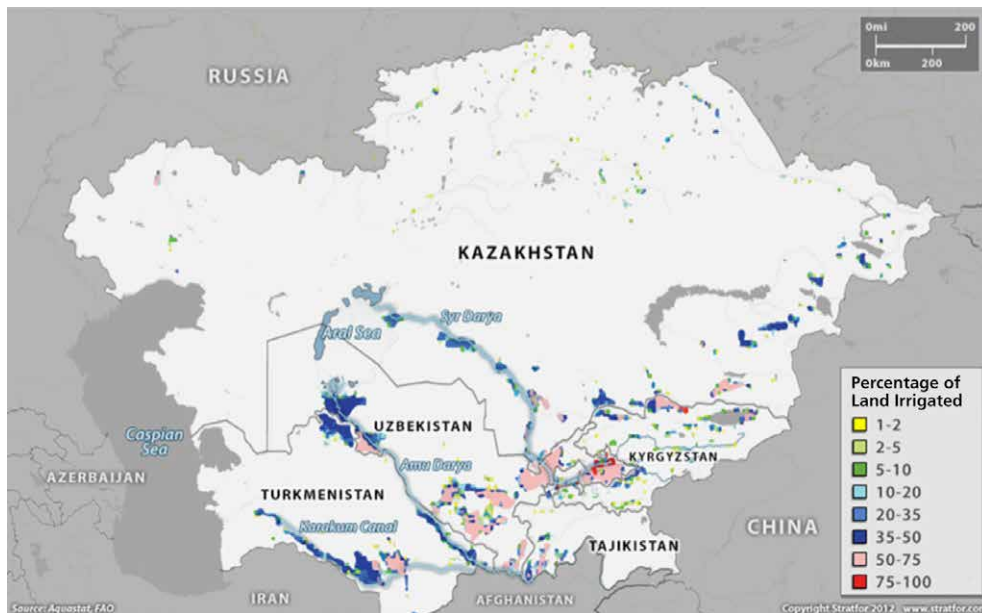 0mi 200
0km 200
RUSSIA
KAZAKHSTAN
Syr Darya
Aral Sea
UZBEKISTAN
Caspian
Sea
KYRGYZSTAN
AZERBAIJAN
Amu Darya
TURKMENISTAN
Karakum Canal
CHINA
TAJIKISTAN
IRAN
AFGHANISTAN
Percentage of
Land Irrigated
1-2
2-5
5-10
10-20
20-35
35-50
50-75
75-100
Source: Aquastat, FAO
Copyright Stratfor 2012 www.stratfor.com